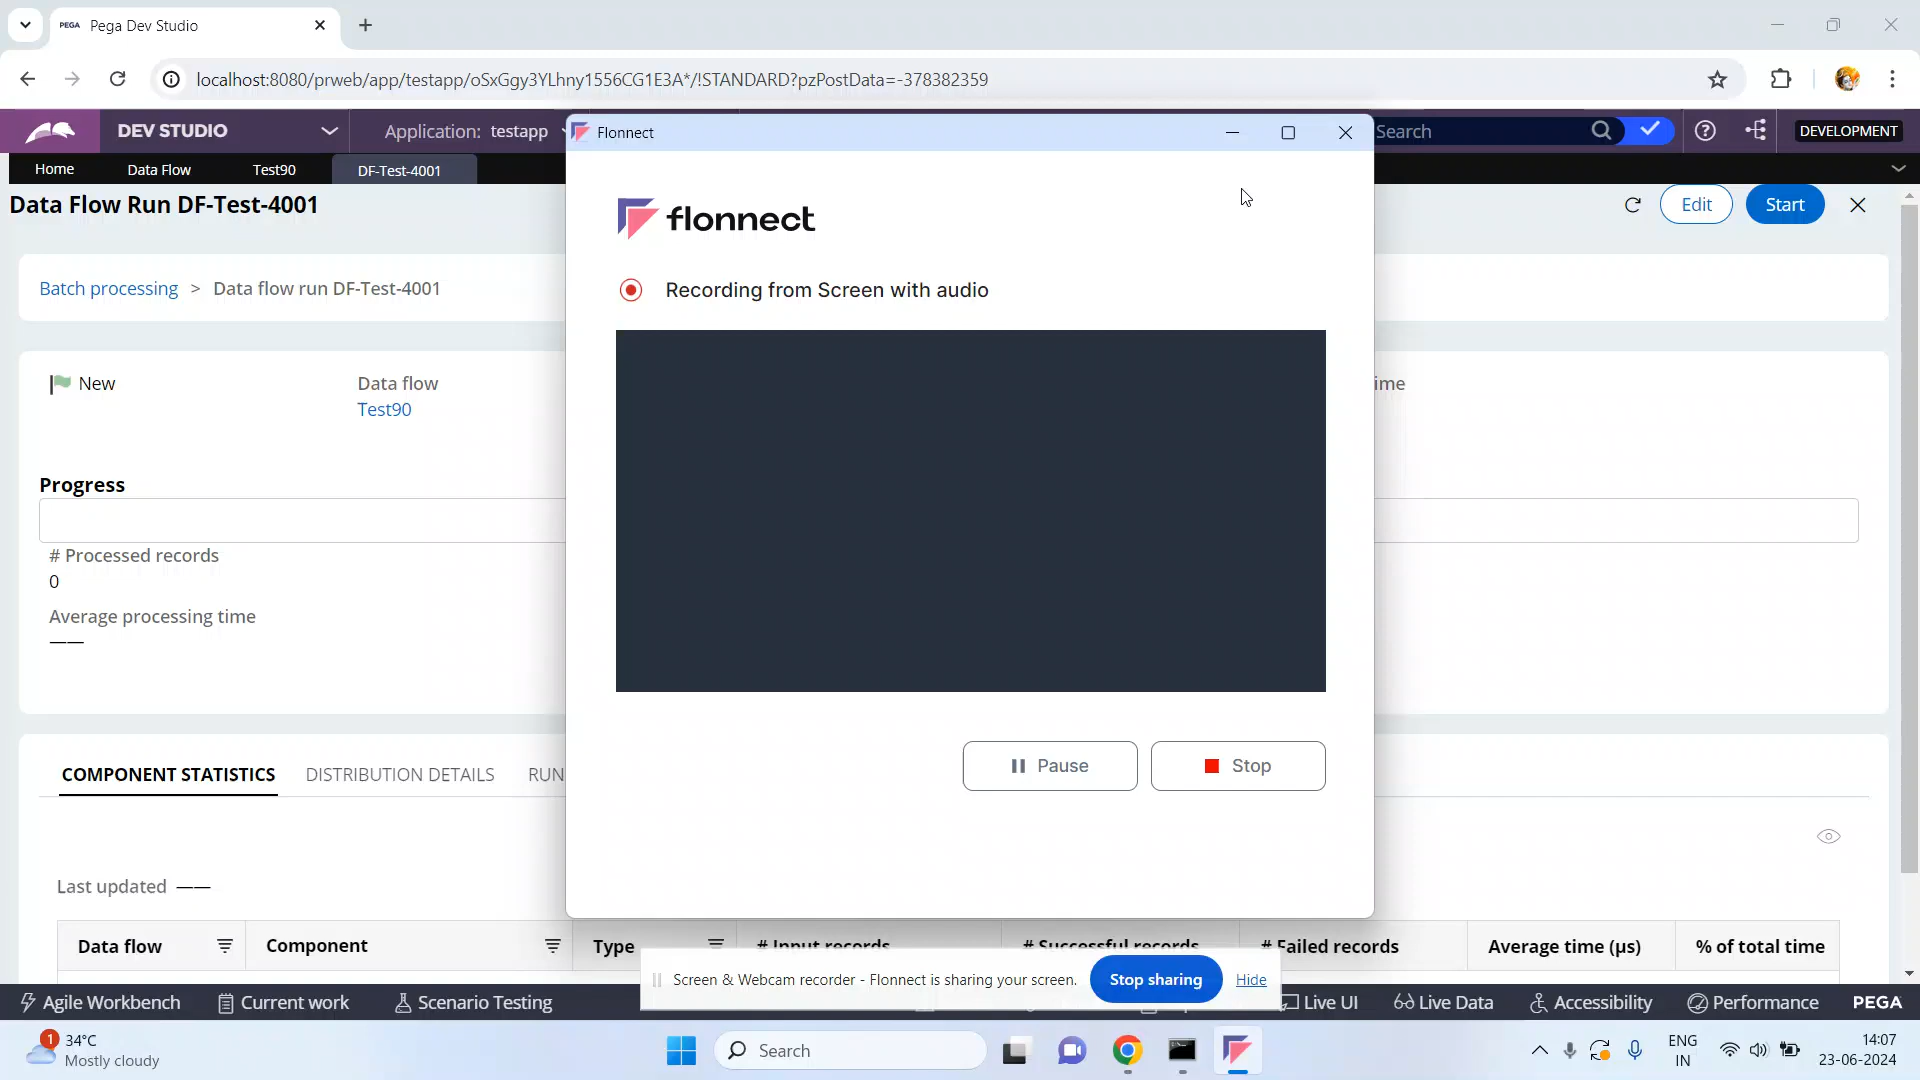 PEGA Pega Dev Studio
localhost:8080/prweb/app/testapp/oSxGgy3YLhny1556CG1E3A*/!STANDARD?pzPostData=-378382359
DEV STUDIO
Application: testapp
Flonnect
Search
DEVELOPMENT
Home
Data Flow
Test90
DF-Test-4001
Data Flow Run DF-Test-4001
Edit
Start
flonnect
Batch processing > Data flow run DF-Test-4001
Recording from Screen with audio
New
Data flow
Test90
ime
Progress
# Processed records
0
Average processing time
——
Pause
Stop
COMPONENT STATISTICS
DISTRIBUTION DETAILS
RUN
Last updated ——
Data flow
Component
Type
# Input records
# Successful records
# Failed records
Average time (µs)
% of total time
Screen & Webcam recorder - Flonnect is sharing your screen.
Stop sharing
Hide
Agile Workbench
Current work
Scenario Testing
Live UI
Live Data
Accessibility
Performance
PEGA
1
34°C
Mostly cloudy
Search
ENG
IN
14:07
23-06-2024